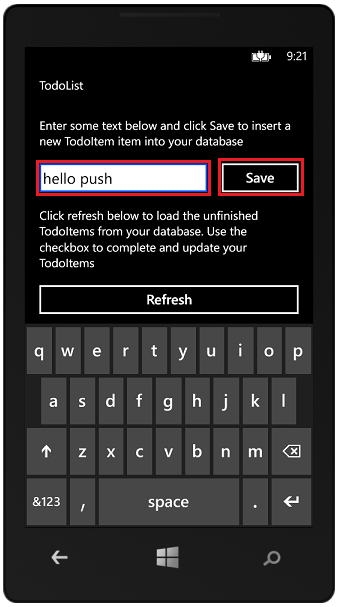 9:21
TodoList
Enter some text below and click Save to insert a
new TodoItem item into your database
hello push Save
Click refresh below to load the unfinished
TodoItems from your database. Use the
checkbox to complete and update your
TodoItems
Refresh
q w e r t y u i o p
a s d f g h j k l
z x c v b n m
&123 , space .